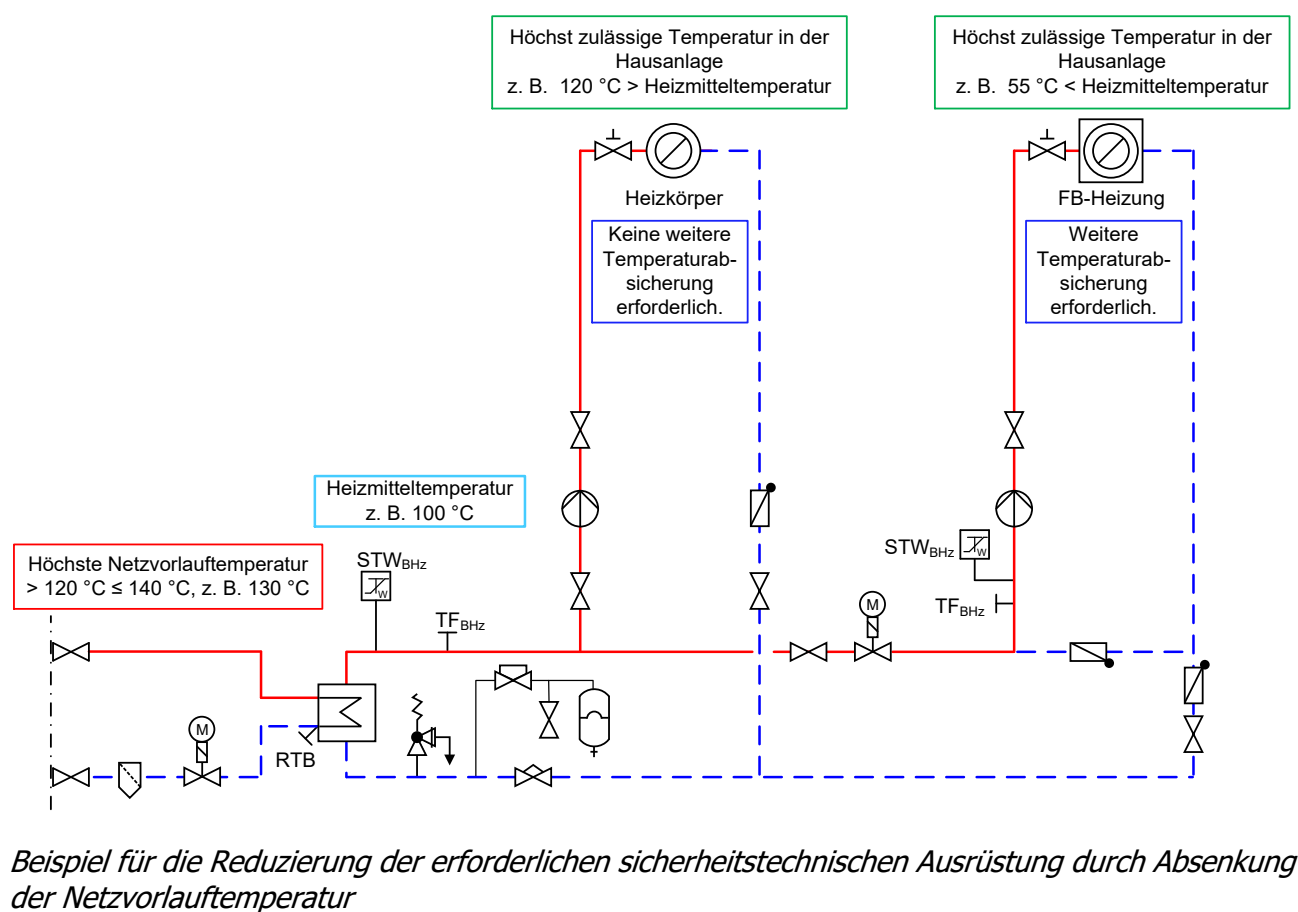 Höchst zulässige Temperatur in der
Hausanlage
z. B.  120 °C > Heizmitteltemperatur
Höchst zulässige Temperatur in der
Hausanlage
z. B.  55 °C < Heizmitteltemperatur
Heizkörper
FB-Heizung
Keine weitere
Temperaturab-
sicherung
erforderlich.
Weitere
Temperaturab-
sicherung
erforderlich.
Heizmitteltemperatur
z. B. 100 °C
Höchste Netzvorlauftemperatur
> 120 °C ≤ 140 °C, z. B. 130 °C
STWBHz
W
TFBHz
STWBHz
W
TFBHz
M
M
RTB
Beispiel für die Reduzierung der erforderlichen sicherheitstechnischen Ausrüstung durch Absenkung
der Netzvorlauftemperatur